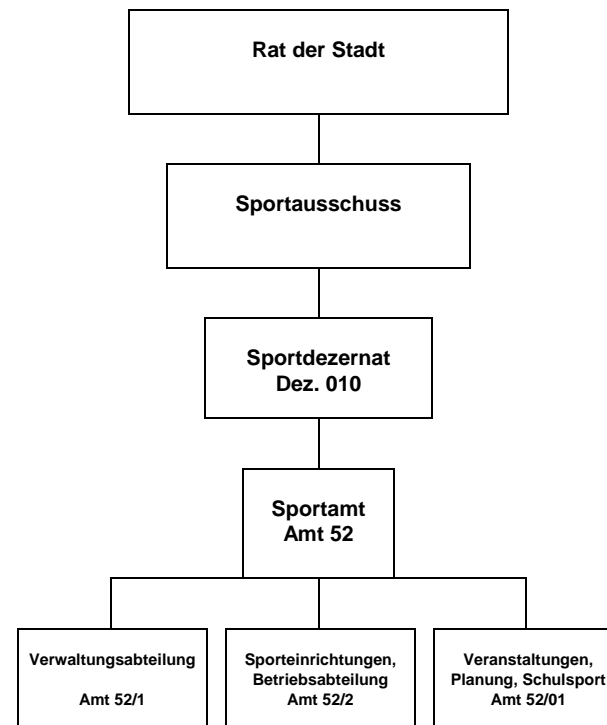 Rat der Stadt
Sportausschuss
Sportdezernat
Dez. 010
Sportamt
Amt 52
Verwaltungsabteilung
Amt 52/1
Sporteinrichtungen,
Betriebsabteilung
Amt 52/2
Veranstaltungen,
Planung, Schulsport
Amt 52/01